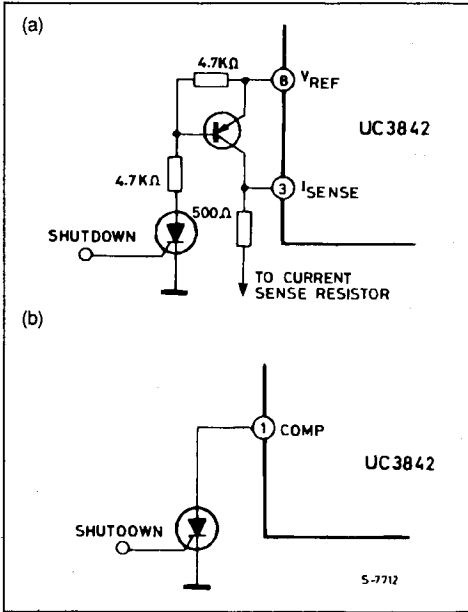 (a)
4.7KΩ
8 VREF
UC3842
4.7KΩ
3 ISENSE
500Ω
SHUTDOWN
TO CURRENT
SENSE RESISTOR
(b)
1 COMP
UC3842
SHUTDOWN
S-7712